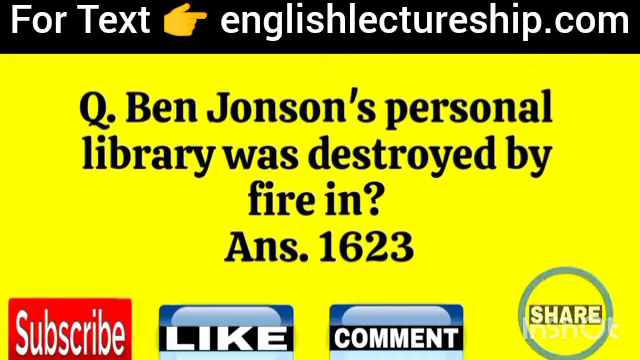 For Text 👉 englishlectureship.com
Q. Ben Jonson's personal
library was destroyed by
fire in?
Ans. 1623
Subscribe
LIKE
COMMENT
SHARE
InShOt